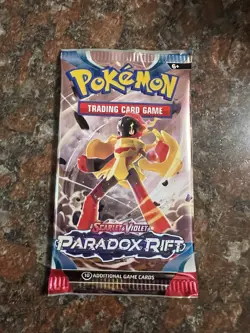 6+
POKÉMON
TRADING CARD GAME
SCARLET & VIOLET
PARADOX RIFT
10 ADDITIONAL GAME CARDS